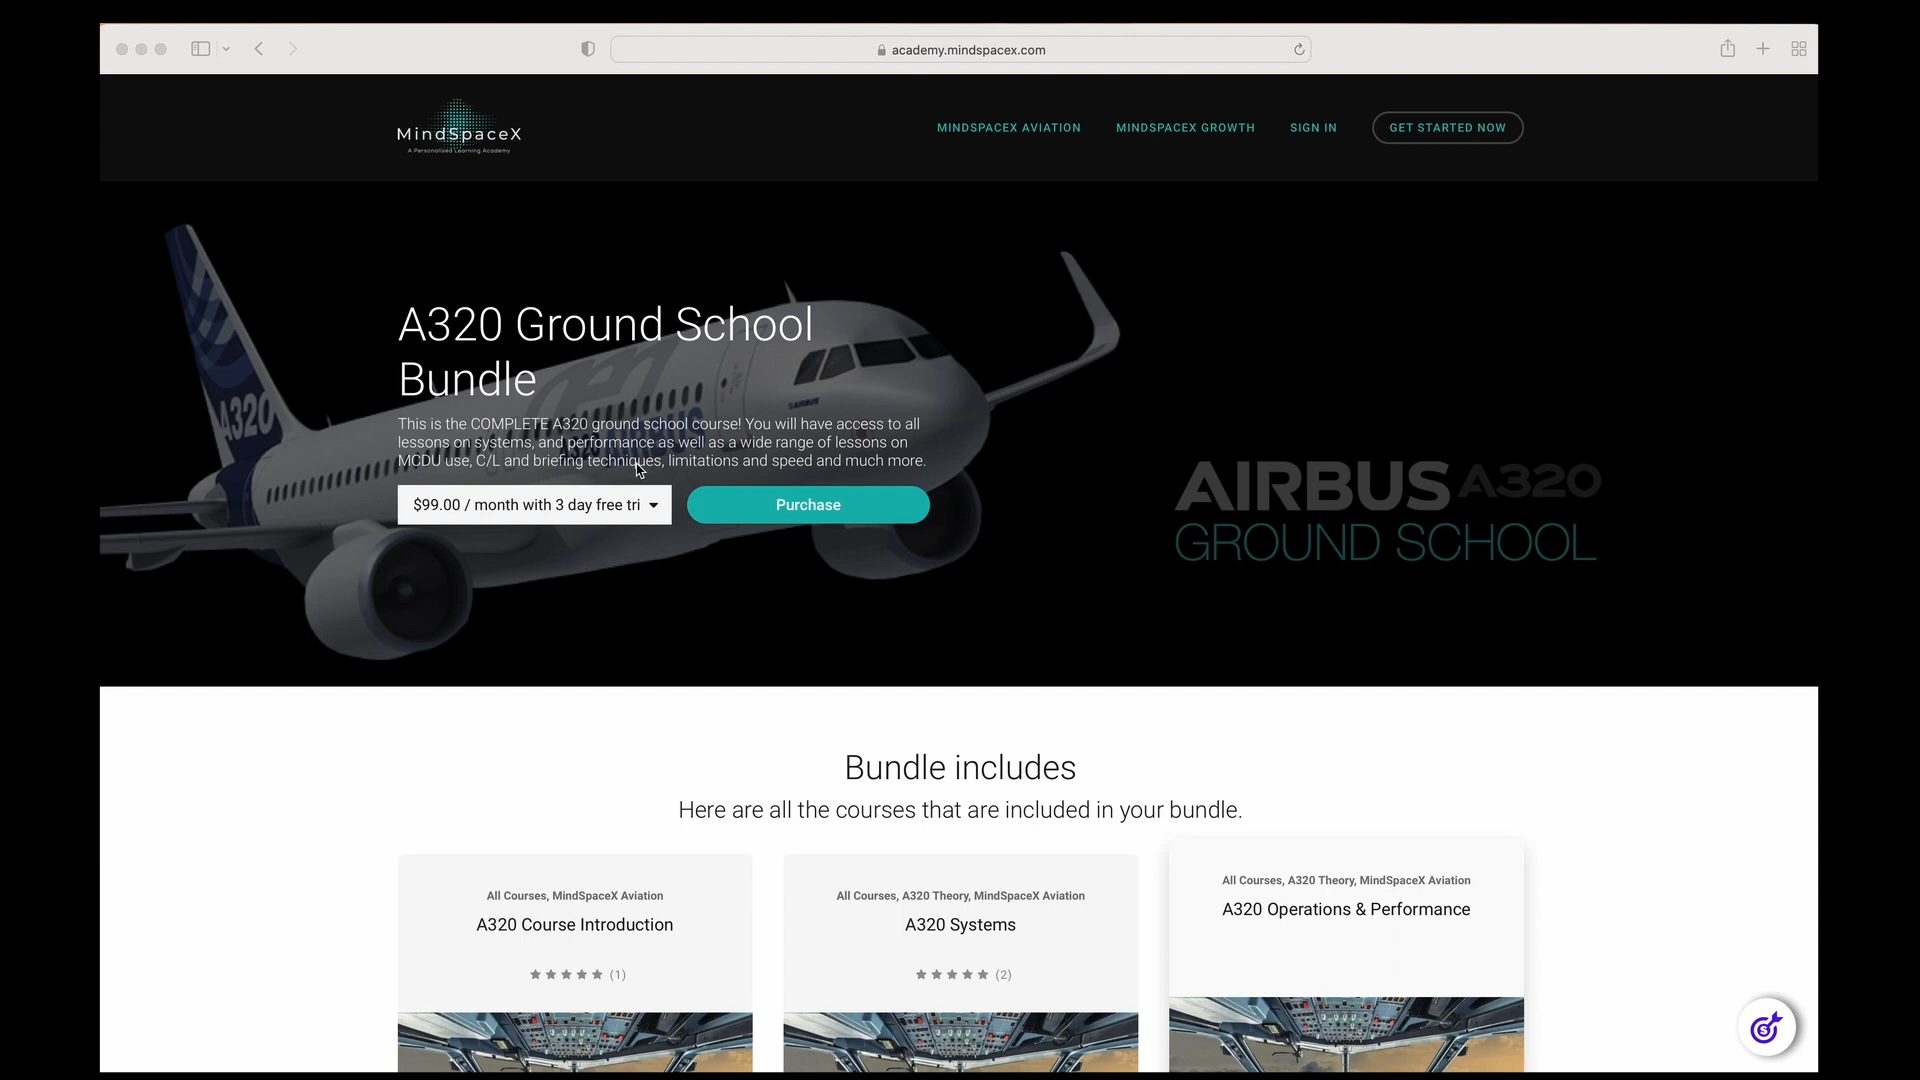 academy.mindspacex.com
MindSpaceX
A Personalised Learning Academy
MINDSPACEX AVIATION
MINDSPACEX GROWTH
SIGN IN
GET STARTED NOW
A320 Ground School
Bundle
This is the COMPLETE A320 ground school course! You will have access to all
lessons on systems, and performance as well as a wide range of lessons on
MCDU use, C/L and briefing techniques, limitations and speed and much more.
$99.00 / month with 3 day free tri
Purchase
A320
A320 AIRBUS
AIRBUS
AIRBUS A320
GROUND SCHOOL
Bundle includes
Here are all the courses that are included in your bundle.
All Courses, MindSpaceX Aviation
A320 Course Introduction
(1)
All Courses, A320 Theory, MindSpaceX Aviation
A320 Systems
(2)
All Courses, A320 Theory, MindSpaceX Aviation
A320 Operations & Performance